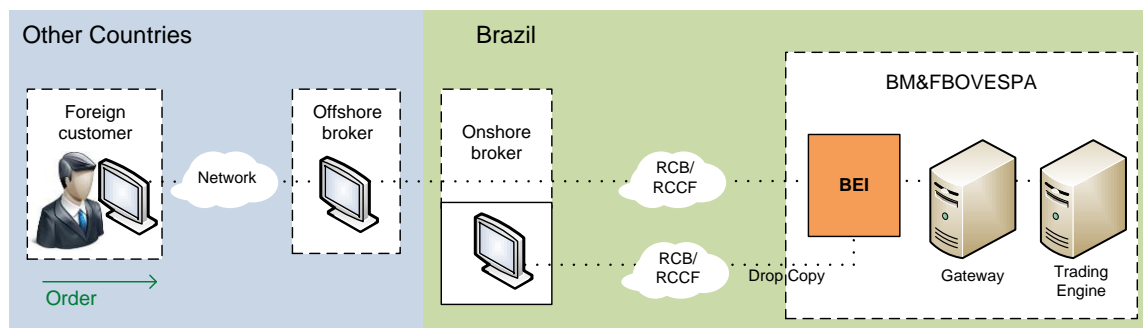 Other Countries
Brazil
BM&FBOVESPA
Foreign
customer
Offshore
broker
Onshore
broker
Network
RCB/
RCCF
BEI
RCB/
RCCF
Drop Copy
Gateway
Trading
Engine
Order